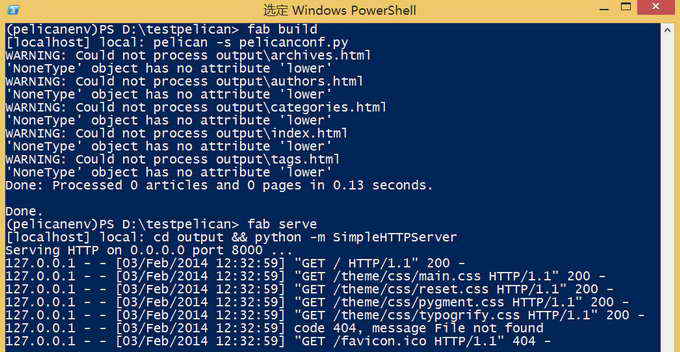 选定 Windows PowerShell
(pelicanenv)PS D:\testpelican> fab build
[localhost] local: pelican -s pelicanconf.py
WARNING: Could not process output\archives.html
'NoneType' object has no attribute 'lower'
WARNING: Could not process output\authors.html
'NoneType' object has no attribute 'lower'
WARNING: Could not process output\categories.html
'NoneType' object has no attribute 'lower'
WARNING: Could not process output\index.html
'NoneType' object has no attribute 'lower'
WARNING: Could not process output\tags.html
'NoneType' object has no attribute 'lower'
Done: Processed 0 articles and 0 pages in 0.13 seconds.
Done.
(pelicanenv)PS D:\testpelican> fab serve
[localhost] local: cd output && python -m SimpleHTTPServer
Serving HTTP on 0.0.0.0 port 8000 ...
127.0.0.1 - - [03/Feb/2014 12:32:59] "GET / HTTP/1.1" 200 -
127.0.0.1 - - [03/Feb/2014 12:32:59] "GET /theme/css/main.css HTTP/1.1" 200 -
127.0.0.1 - - [03/Feb/2014 12:32:59] "GET /theme/css/reset.css HTTP/1.1" 200 -
127.0.0.1 - - [03/Feb/2014 12:32:59] "GET /theme/css/pygment.css HTTP/1.1" 200 -
127.0.0.1 - - [03/Feb/2014 12:32:59] "GET /theme/css/typogrify.css HTTP/1.1" 200 -
127.0.0.1 - - [03/Feb/2014 12:32:59] code 404, message File not found
127.0.0.1 - - [03/Feb/2014 12:32:59] "GET /favicon.ico HTTP/1.1" 404 -